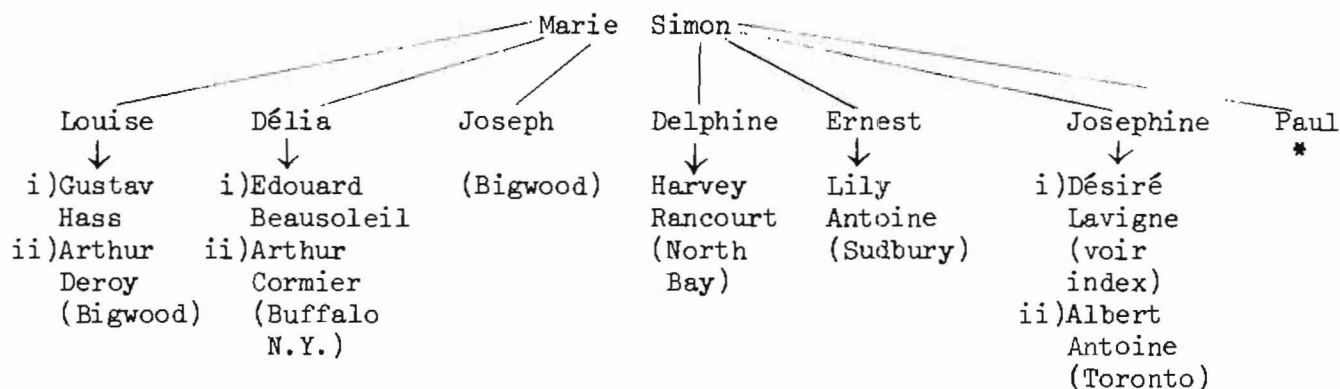 Marie Simon
Louise Délia Joseph Delphine Ernest Josephine Paul
*
i)Gustav i)Edouard (Bigwood) Harvey Lily i)Désiré
Hass Beausoleil Rancourt Antoine Lavigne
ii)Arthur ii)Arthur (North (Sudbury) (voir
Deroy Cormier Bay) index)
(Bigwood) (Buffalo ii)Albert
N.Y.) Antoine
(Toronto)